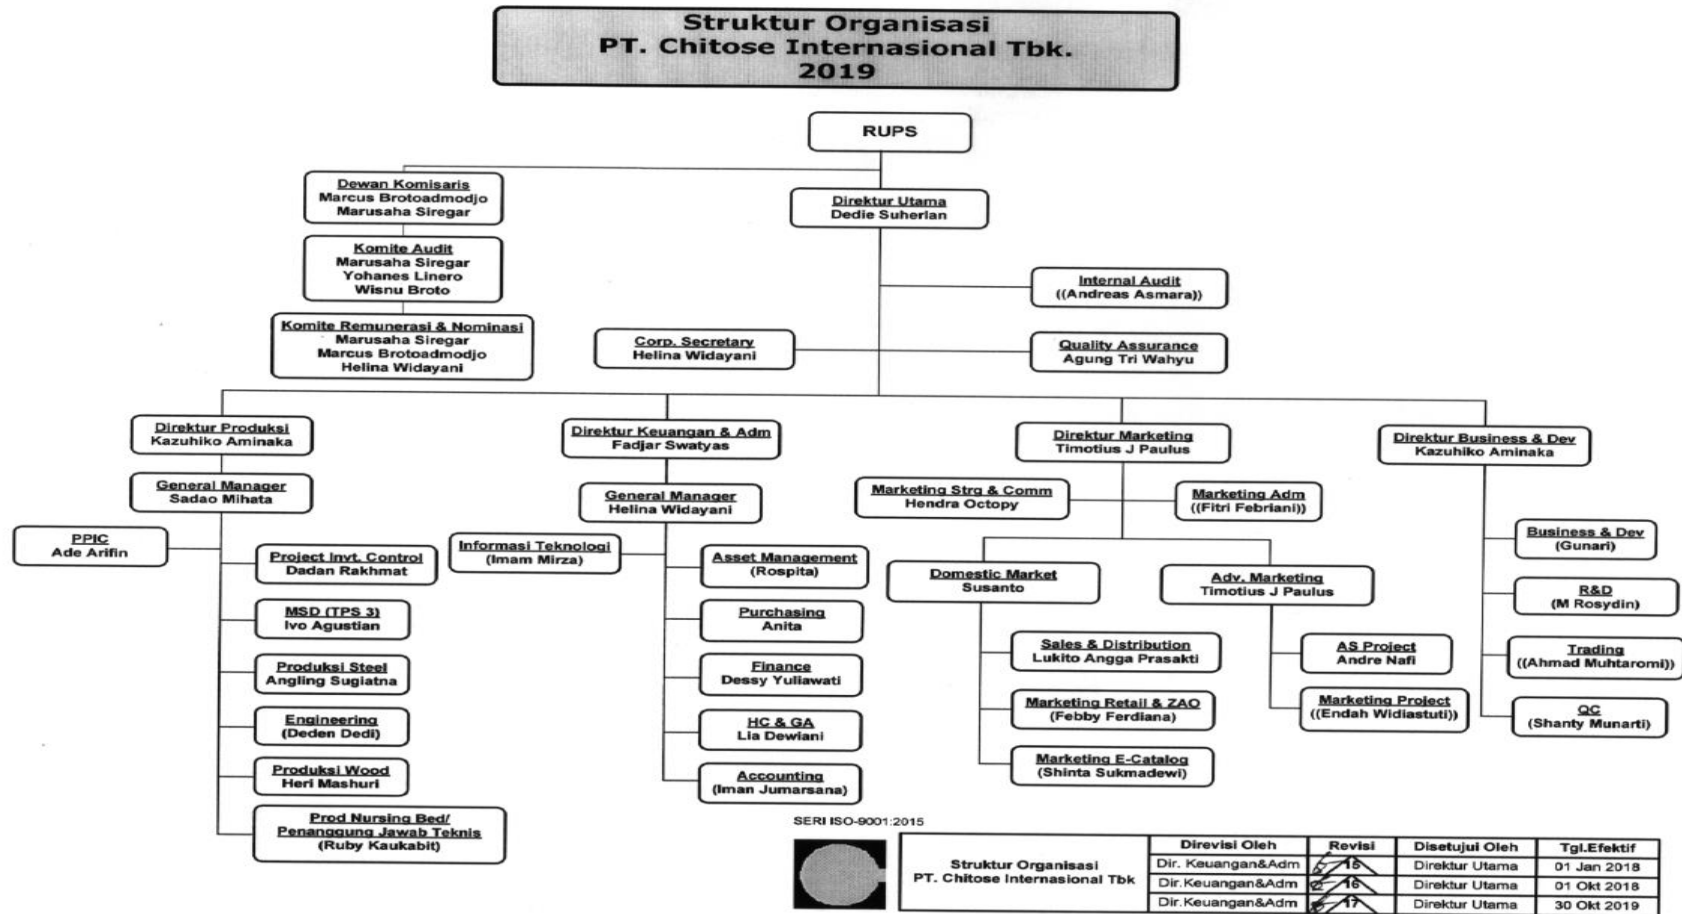 Struktur Organisasi
PT. Chitose Internasional Tbk.
2019
RUPS
Dewan Komisaris
Marcus Brotoadmodjo
Marusaha Siregar
Direktur Utama
Dedie Suherlan
Komite Audit
Marusaha Siregar
Yohanes Linero
Wisnu Broto
Internal Audit
((Andreas Asmara))
Komite Remunerasi & Nominasi
Marusaha Siregar
Marcus Brotoadmodjo
Helina Widayani
Corp. Secretary
Helina Widayani
Quality Assurance
Agung Tri Wahyu
Direktur Produksi
Kazuhiko Aminaka
Direktur Keuangan & Adm
Fadjar Swatyas
Direktur Marketing
Timotius J Paulus
Direktur Business & Dev
Kazuhiko Aminaka
General Manager
Sadao Mihata
General Manager
Helina Widayani
Marketing Strg & Comm
Hendra Octopy
Marketing Adm
((Fitri Febriani))
PPIC
Ade Arifin
Project Invt. Control
Dadan Rakhmat
MSD (TPS 3)
Ivo Agustian
Produksi Steel
Angling Sugiatna
Engineering
(Deden Dedi)
Produksi Wood
Heri Mashuri
Prod Nursing Bed/
Penanggung Jawab Teknis
(Ruby Kaukabit)
Informasi Teknologi
(Imam Mirza)
Asset Management
(Rospita)
Purchasing
Anita
Finance
Dessy Yuliawati
HC & GA
Lia Dewiani
Accounting
(Iman Jumarsana)
Domestic Market
Susanto
Sales & Distribution
Lukito Angga Prasakti
Marketing Retail & ZAO
(Febby Ferdiana)
Marketing E-Catalog
(Shinta Sukmadewi)
Adv. Marketing
Timotius J Paulus
AS Project
Andre Nafi
Marketing Project
((Endah Widiastuti))
Business & Dev
(Gunari)
R&D
(M Rosydin)
Trading
((Ahmad Muhtaromi))
QC
(Shanty Munarti)
SERI ISO-9001:2015
Struktur Organisasi
PT. Chitose Internasional Tbk
Direvisi Oleh Revisi Disetujui Oleh Tgl.Efektif
Dir. Keuangan&Adm 15 Direktur Utama 01 Jan 2018
Dir.Keuangan&Adm 16 Direktur Utama 01 Okt 2018
Dir.Keuangan&Adm 17 Direktur Utama 30 Okt 2019